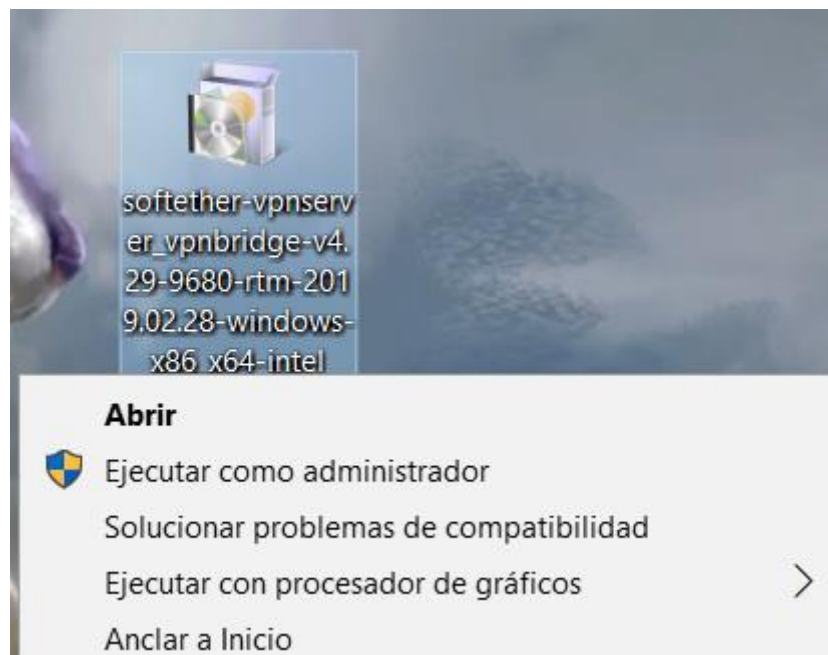 softether-vpnserv
er_vpnbridge-v4.
29-9680-rtm-201
9.02.28-windows-
x86_x64-intel
Abrir
Ejecutar como administrador
Solucionar problemas de compatibilidad
Ejecutar con procesador de gráficos
Anclar a Inicio